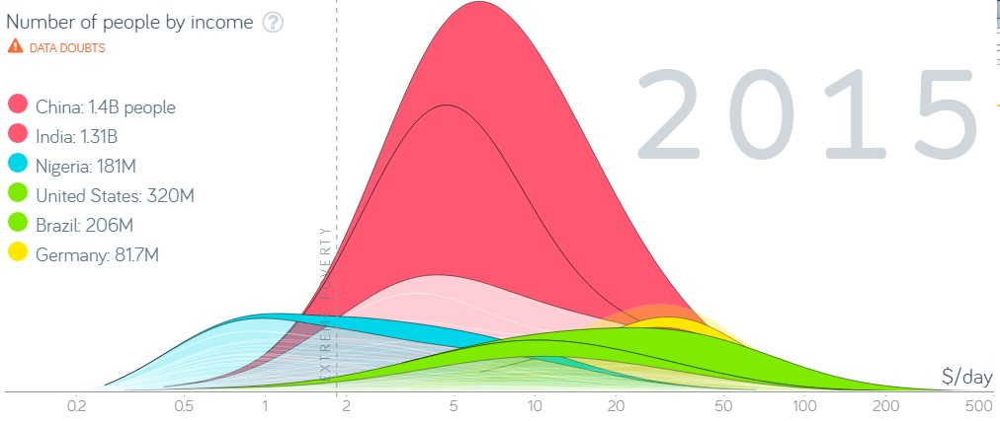 Number of people by income ?
DATA DOUBTS
2015
China: 1.4B people
India: 1.31B
Nigeria: 181M
United States: 320M
Brazil: 206M
Germany: 81.7M
EXTREME POVERTY
$/day
0.2 0.5 1 2 5 10 20 50 100 200 500